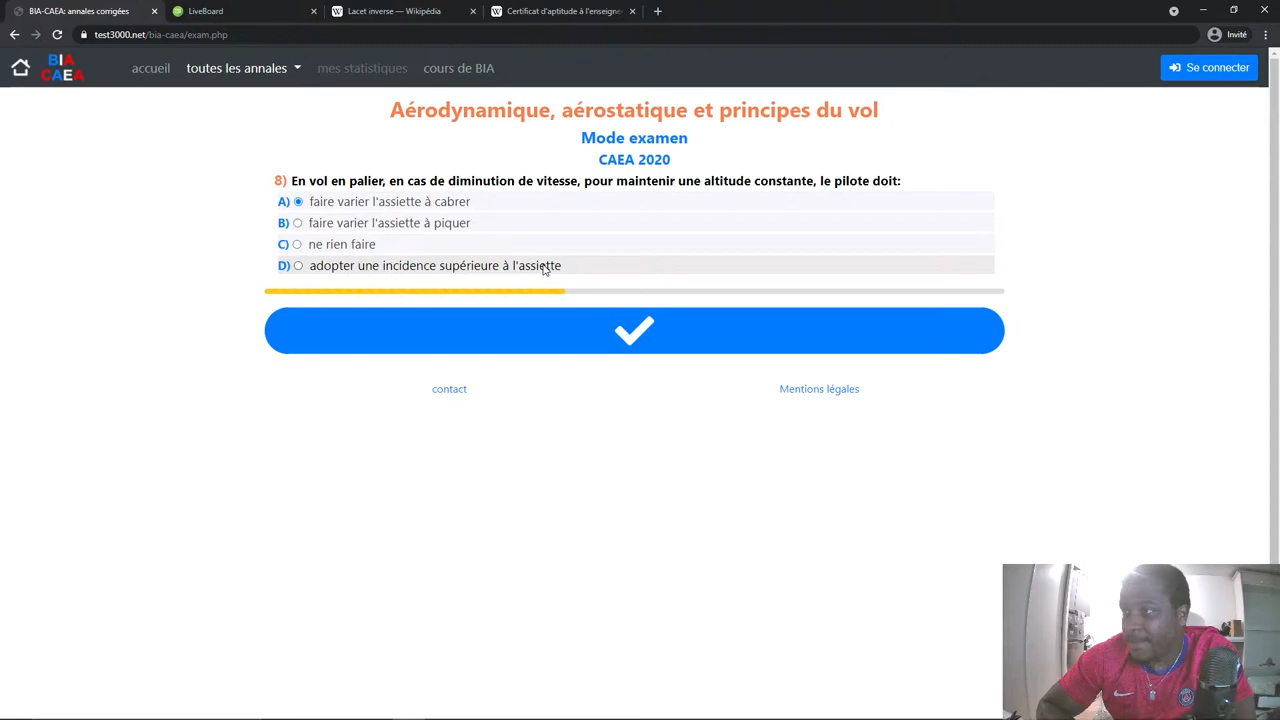 BIA-CAEA: annales corrigées
LiveBoard
Lacet inverse — Wikipédia
Certificat d'aptitude à l'enseigne
test3000.net/bia-caea/exam.php
Invité
BIA
CAEA
accueil
toutes les annales
mes statistiques
cours de BIA
Se connecter
Aérodynamique, aérostatique et principes du vol
Mode examen
CAEA 2020
8) En vol en palier, en cas de diminution de vitesse, pour maintenir une altitude constante, le pilote doit:
A) faire varier l'assiette à cabrer
B) faire varier l'assiette à piquer
C) ne rien faire
D) adopter une incidence supérieure à l'assiette
contact
Mentions légales